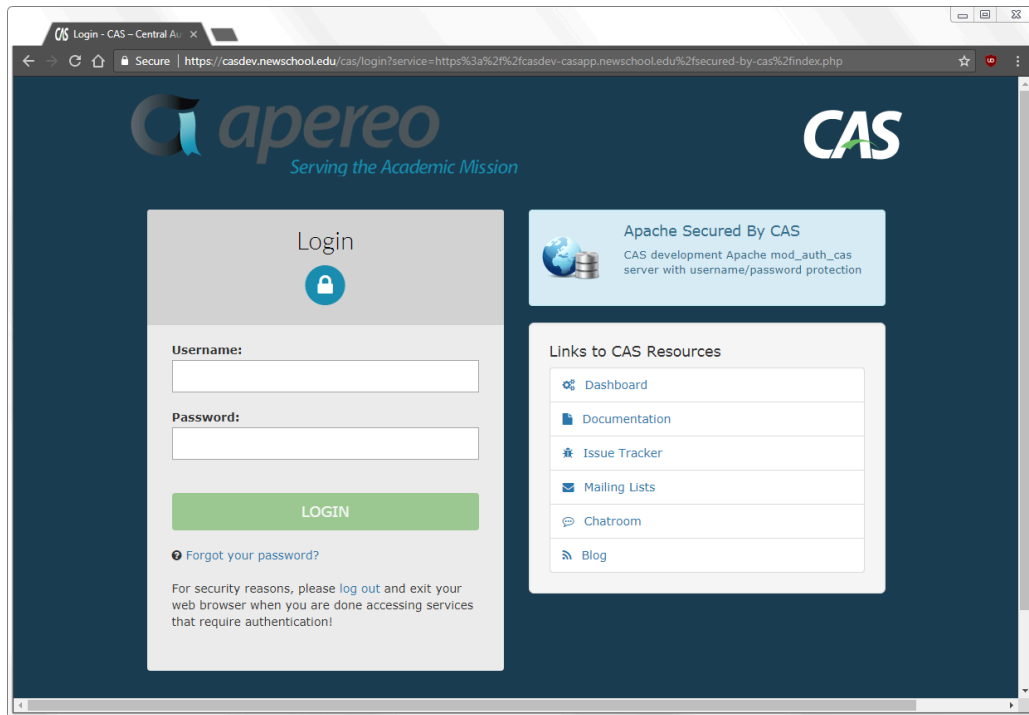 CAS Login - CAS – Central Au
Secure | https://casdev.newschool.edu/cas/login?service=https%3a%2f%2fcasdev-casapp.newschool.edu%2fsecured-by-cas%2findex.php
apereo
Serving the Academic Mission
CAS
Login
Username:
Password:
LOGIN
Forgot your password?
For security reasons, please log out and exit your
web browser when you are done accessing services
that require authentication!
Apache Secured By CAS
CAS development Apache mod_auth_cas
server with username/password protection
Links to CAS Resources
Dashboard
Documentation
Issue Tracker
Mailing Lists
Chatroom
Blog